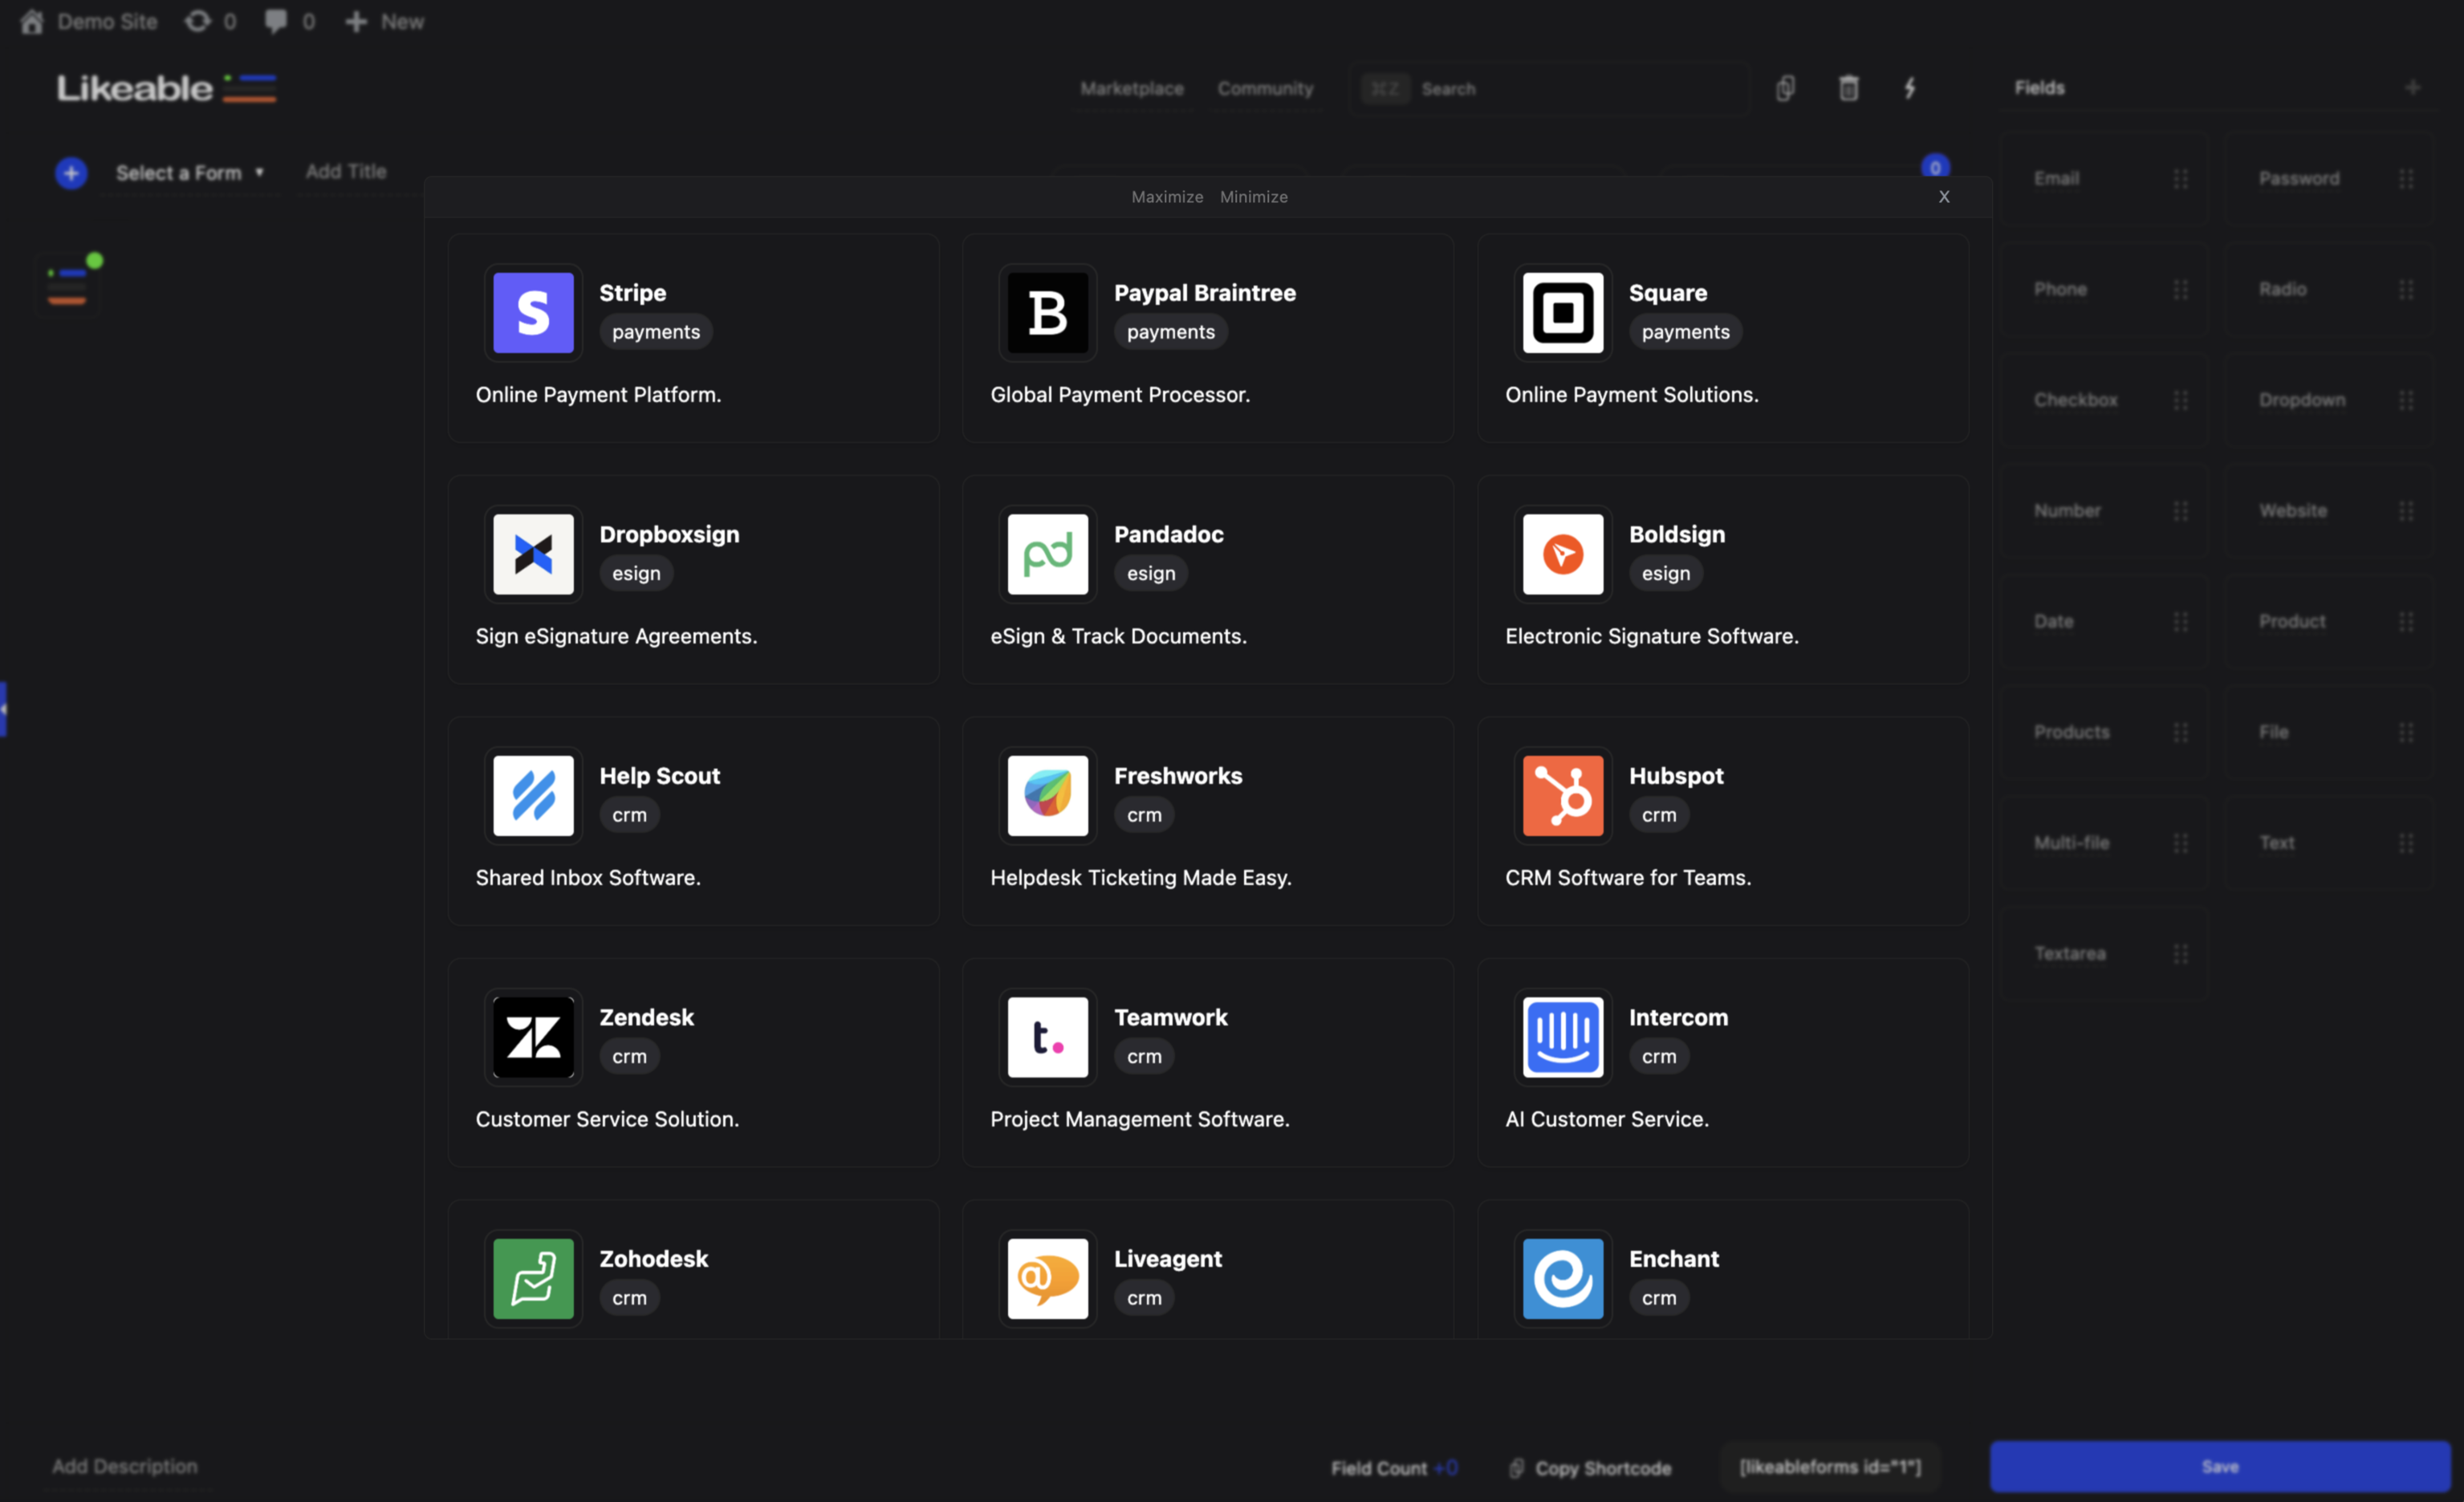 Demo Site 0 0 New
Likeable
Marketplace Community ⌘Z Search
Fields +
Select a Form ▼ Add Title
0
Maximize Minimize X
Stripe
payments
Online Payment Platform.
Paypal Braintree
payments
Global Payment Processor.
Square
payments
Online Payment Solutions.
Dropboxsign
esign
Sign eSignature Agreements.
Pandadoc
esign
eSign & Track Documents.
Boldsign
esign
Electronic Signature Software.
Help Scout
crm
Shared Inbox Software.
Freshworks
crm
Helpdesk Ticketing Made Easy.
Hubspot
crm
CRM Software for Teams.
Zendesk
crm
Customer Service Solution.
Teamwork
crm
Project Management Software.
Intercom
crm
AI Customer Service.
Zohodesk
crm
Liveagent
crm
Enchant
crm
Email Password
Phone Radio
Checkbox Dropdown
Number Website
Date Product
Products File
Multi-file Text
Textarea
Add Description
Field Count +0
Copy Shortcode
[likeableforms id="1"]
Save